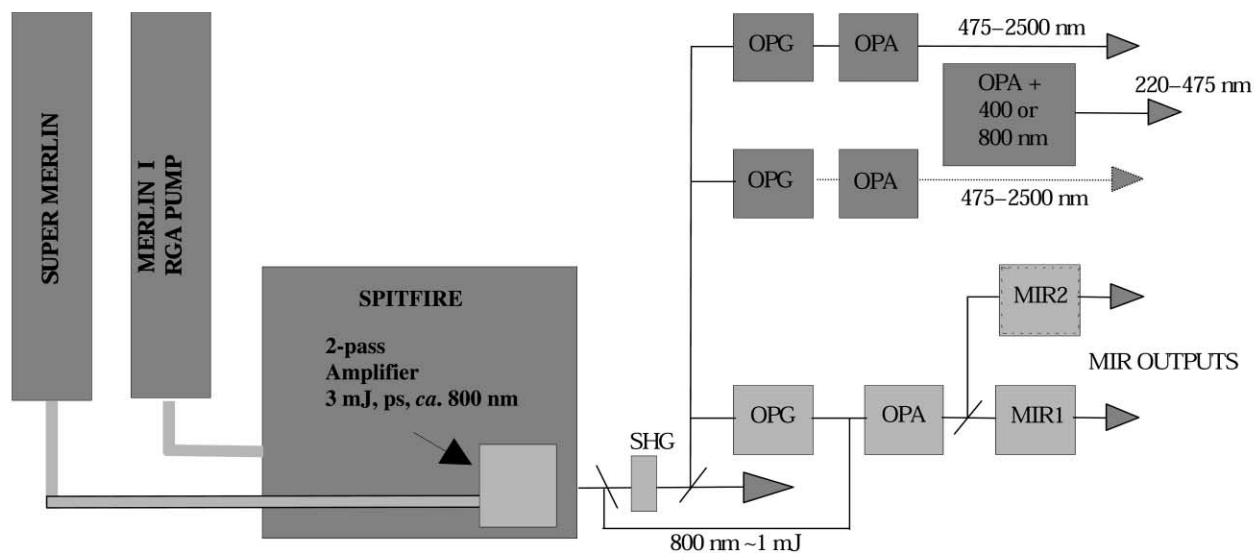 SUPER MERLIN
MERLIN I
RGA PUMP
SPITFIRE
2-pass
Amplifier
3 mJ, ps, ca. 800 nm
SHG
800 nm ~1 mJ
OPG
OPA
475–2500 nm
OPA +
400 or
800 nm
220–475 nm
OPG
OPA
475–2500 nm
MIR2
MIR OUTPUTS
OPG
OPA
MIR1